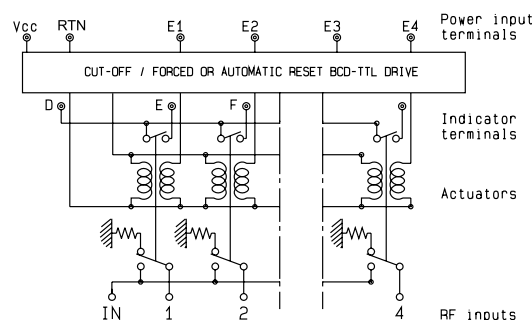 Vcc RTN E1 E2 E3 E4
Power input
terminals
CUT-OFF / FORCED OR AUTOMATIC RESET BCD-TTL DRIVE
D E F
Indicator
terminals
Actuators
IN 1 2 4
RF inputs